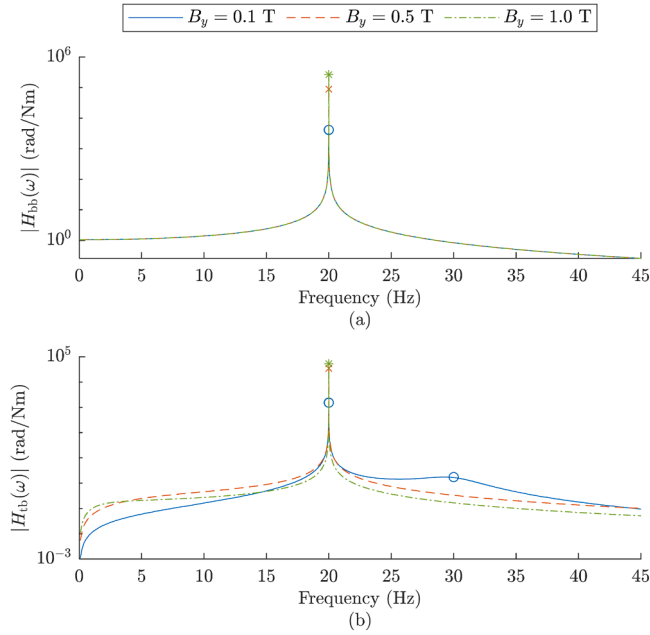 B_y = 0.1 T B_y = 0.5 T B_y = 1.0 T
10^6
10^0
|H_bb(ω)| (rad/Nm)
0 5 10 15 20 25 30 35 40 45
Frequency (Hz)
(a)
10^5
10^-3
|H_tb(ω)| (rad/Nm)
0 5 10 15 20 25 30 35 40 45
Frequency (Hz)
(b)